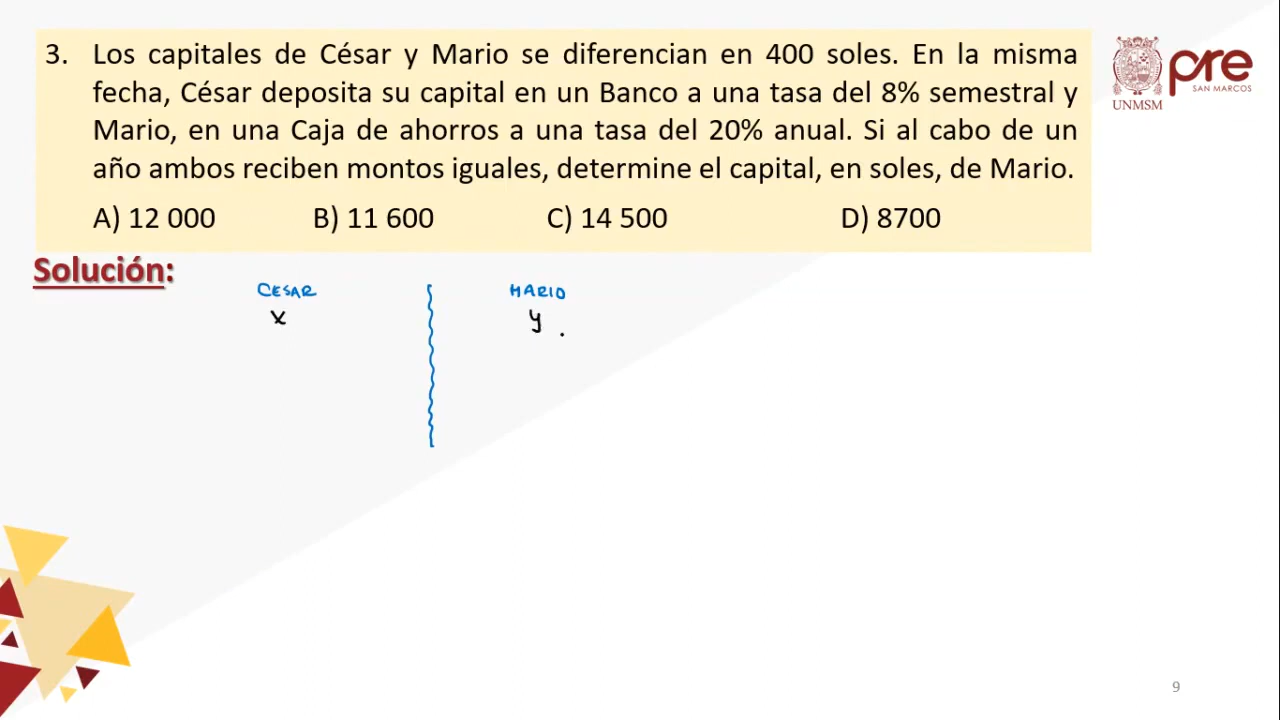 3. Los capitales de César y Mario se diferencian en 400 soles. En la misma
fecha, César deposita su capital en un Banco a una tasa del 8% semestral y
Mario, en una Caja de ahorros a una tasa del 20% anual. Si al cabo de un
año ambos reciben montos iguales, determine el capital, en soles, de Mario.
A) 12 000 B) 11 600 C) 14 500 D) 8700
UNMSM
pre
SAN MARCOS
Solución:
CESAR MARIO
x y
9